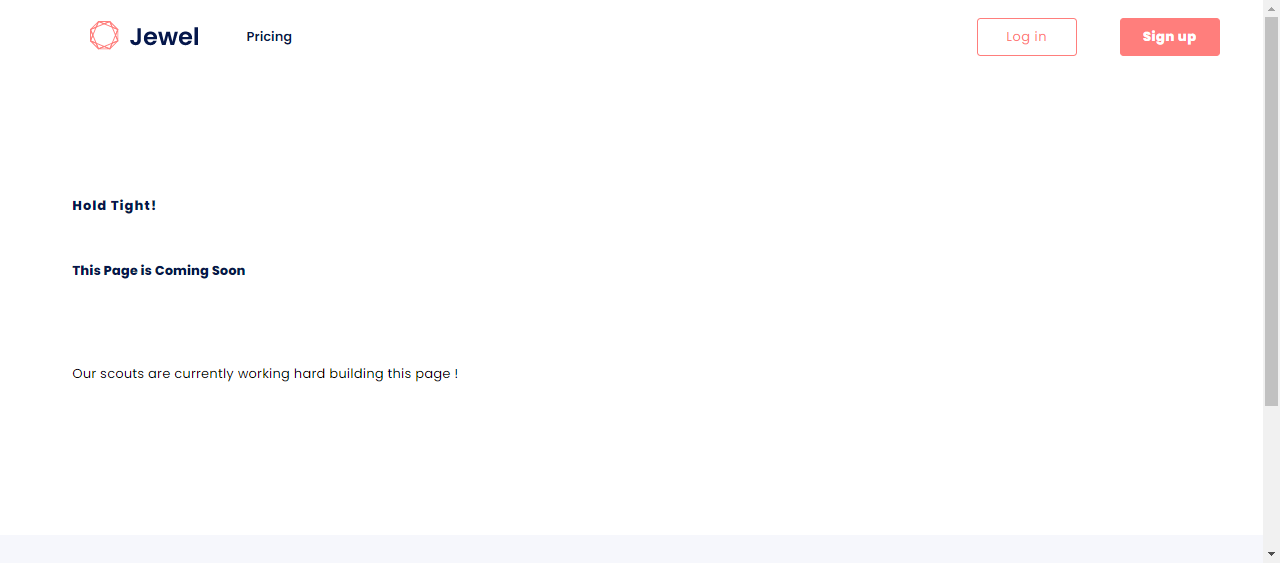 Jewel
Pricing
Log in
Sign up
Hold Tight!
This Page is Coming Soon
Our scouts are currently working hard building this page !